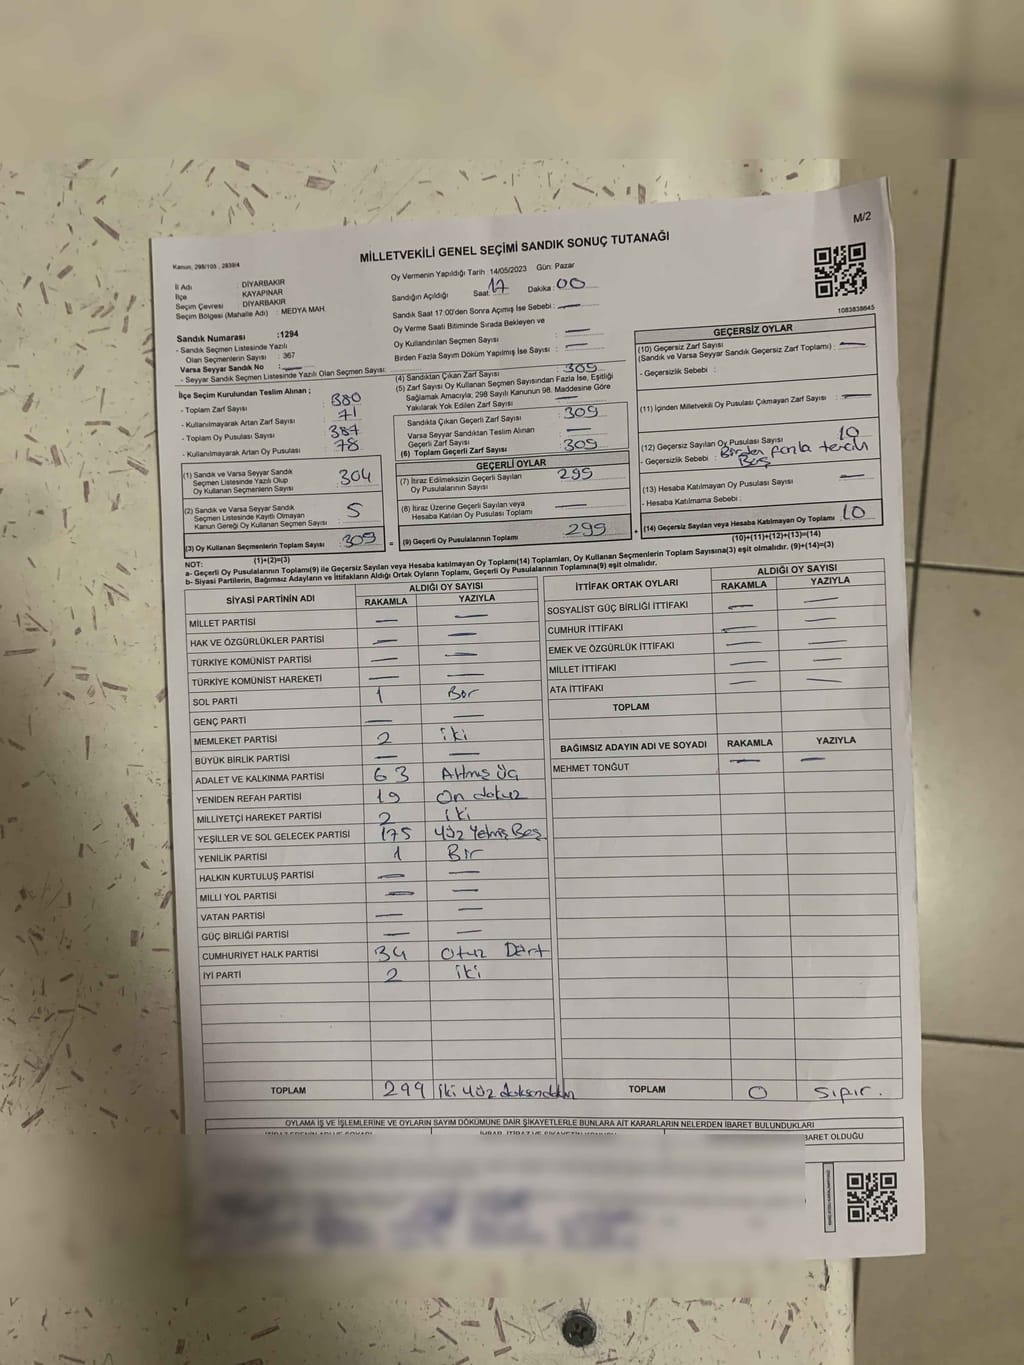 M/2
MİLLETVEKİLİ GENEL SEÇİMİ SANDIK SONUÇ TUTANAĞI
Kanun: 298/105 , 2839/4
İl Adı : DİYARBAKIR
İlçe : KAYAPINAR
Seçim Çevresi : DİYARBAKIR
Seçim Bölgesi (Mahalle Adı) : MEDYA MAH
Sandık Numarası :1294
- Sandık Seçmen Listesinde Yazılı
Olan Seçmenlerin Sayısı : 367
Varsa Seyyar Sandık No : —
- Seyyar Sandık Seçmen Listesinde Yazılı Olan Seçmen Sayısı:
Oy Vermenin Yapıldığı Tarih :14/05/2023 Gün: Pazar
Sandığın Açıldığı Saat: 17 Dakika: 00
Sandık Saat 17:00'den Sonra Açımış İse Sebebi: —
Oy Verme Saati Bitiminde Sırada Bekleyen ve
Oy Kullandırılan Seçmen Sayısı : —
Birden Fazla Sayım Döküm Yapılmış İse Sayısı : —
1083838645
İlçe Seçim Kurulundan Teslim Alınan ;
- Toplam Zarf Sayısı : 380
- Kullanılmayarak Artan Zarf Sayısı : 71
- Toplam Oy Pusulası Sayısı : 387
- Kullanılmayarak Artan Oy Pusulası : 78
(1) Sandık ve Varsa Seyyar Sandık
Seçmen Listesinde Yazılı Olup
Oy Kullanan Seçmenlerin Sayısı : 304
(2) Sandık ve Varsa Seyyar Sandık
Seçmen Listesinde Kayıtlı Olmayan
Kanun Gereği Oy Kullanan Seçmen Sayısı : 5
(3) Oy Kullanan Seçmenlerin Toplam Sayısı : 309
(1)+(2)=(3)
(4) Sandıktan Çıkan Zarf Sayısı : 309
(5) Zarf Sayısı Oy Kullanan Seçmen Sayısından Fazla İse, Eşitliği
Sağlamak Amacıyla; 298 Sayılı Kanunun 98. Maddesine Göre
Yakılarak Yok Edilen Zarf Sayısı : —
Sandıkta Çıkan Geçerli Zarf Sayısı : 309
Varsa Seyyar Sandıktan Teslim Alınan
Geçerli Zarf Sayısı : —
(6) Toplam Geçerli Zarf Sayısı : 309
GEÇERLİ OYLAR
(7) İtiraz Edilmeksizin Geçerli Sayılan
Oy Pusulalarının Sayısı : 299
(8) İtiraz Üzerine Geçerli Sayılan veya
Hesaba Katılan Oy Pusulası Toplamı : —
(9) Geçerli Oy Pusulalarının Toplamı : 299
GEÇERSİZ OYLAR
(10) Geçersiz Zarf Sayısı
(Sandık ve Varsa Seyyar Sandık Geçersiz Zarf Toplamı) : —
- Geçersizlik Sebebi :
(11) İçinden Milletvekili Oy Pusulası Çıkmayan Zarf Sayısı : —
(12) Geçersiz Sayılan Oy Pusulası Sayısı : 10
- Geçersizlik Sebebi : Birden fazla tercih
Boş
(13) Hesaba Katılmayan Oy Pusulası Sayısı : —
- Hesaba Katılmama Sebebi :
(14) Geçersiz Sayılan veya Hesaba Katılmayan Oy Toplamı : 10
(10)+(11)+(12)+(13)=(14)
NOT:
a- Geçerli Oy Pusulalarının Toplamı(9) ile Geçersiz Sayılan veya Hesaba katılmayan Oy Toplamı(14) Toplamları, Oy Kullanan Seçmenlerin Toplam Sayısına(3) eşit olmalıdır. (9)+(14)=(3)
b- Siyasi Partilerin, Bağımsız Adayların ve İttifakların Aldığı Ortak Oyların Toplamı, Geçerli Oy Pusulalarının Toplamına(9) eşit olmalıdır.
SİYASİ PARTİNİN ADI ALDIĞI OY SAYISI
RAKAMLA YAZIYLA
MİLLET PARTİSİ — —
HAK VE ÖZGÜRLÜKLER PARTİSİ — —
TÜRKİYE KOMÜNİST PARTİSİ — —
TÜRKİYE KOMÜNİST HAREKETİ — —
SOL PARTİ 1 Bir
GENÇ PARTİ — —
MEMLEKET PARTİSİ 2 iki
BÜYÜK BİRLİK PARTİSİ — —
ADALET VE KALKINMA PARTİSİ 63 Altmış Üç
YENİDEN REFAH PARTİSİ 19 On dokuz
MİLLİYETÇİ HAREKET PARTİSİ 2 iki
YEŞİLLER VE SOL GELECEK PARTİSİ 175 Yüz Yetmiş Beş
YENİLİK PARTİSİ 1 Bir
HALKIN KURTULUŞ PARTİSİ — —
MİLLİ YOL PARTİSİ — —
VATAN PARTİSİ — —
GÜÇ BİRLİĞİ PARTİSİ — —
CUMHURİYET HALK PARTİSİ 34 Otuz Dört
İYİ PARTİ 2 iki
TOPLAM 299 iki yüz doksandokuz
İTTİFAK ORTAK OYLARI ALDIĞI OY SAYISI
RAKAMLA YAZIYLA
SOSYALİST GÜÇ BİRLİĞİ İTTİFAKI — —
CUMHUR İTTİFAKI — —
EMEK VE ÖZGÜRLÜK İTTİFAKI — —
MİLLET İTTİFAKI — —
ATA İTTİFAKI — —
TOPLAM
BAĞIMSIZ ADAYIN ADI VE SOYADI RAKAMLA YAZIYLA
MEHMET TONĞUT — —
TOPLAM 0 Sıfır.
OYLAMA İŞ VE İŞLEMLERİNE VE OYLARIN SAYIM DÖKÜMÜNE DAİR ŞİKAYETLERLE BUNLARA AİT KARARLARIN NELERDEN İBARET BULUNDUKLARI
BARET OLDUĞU